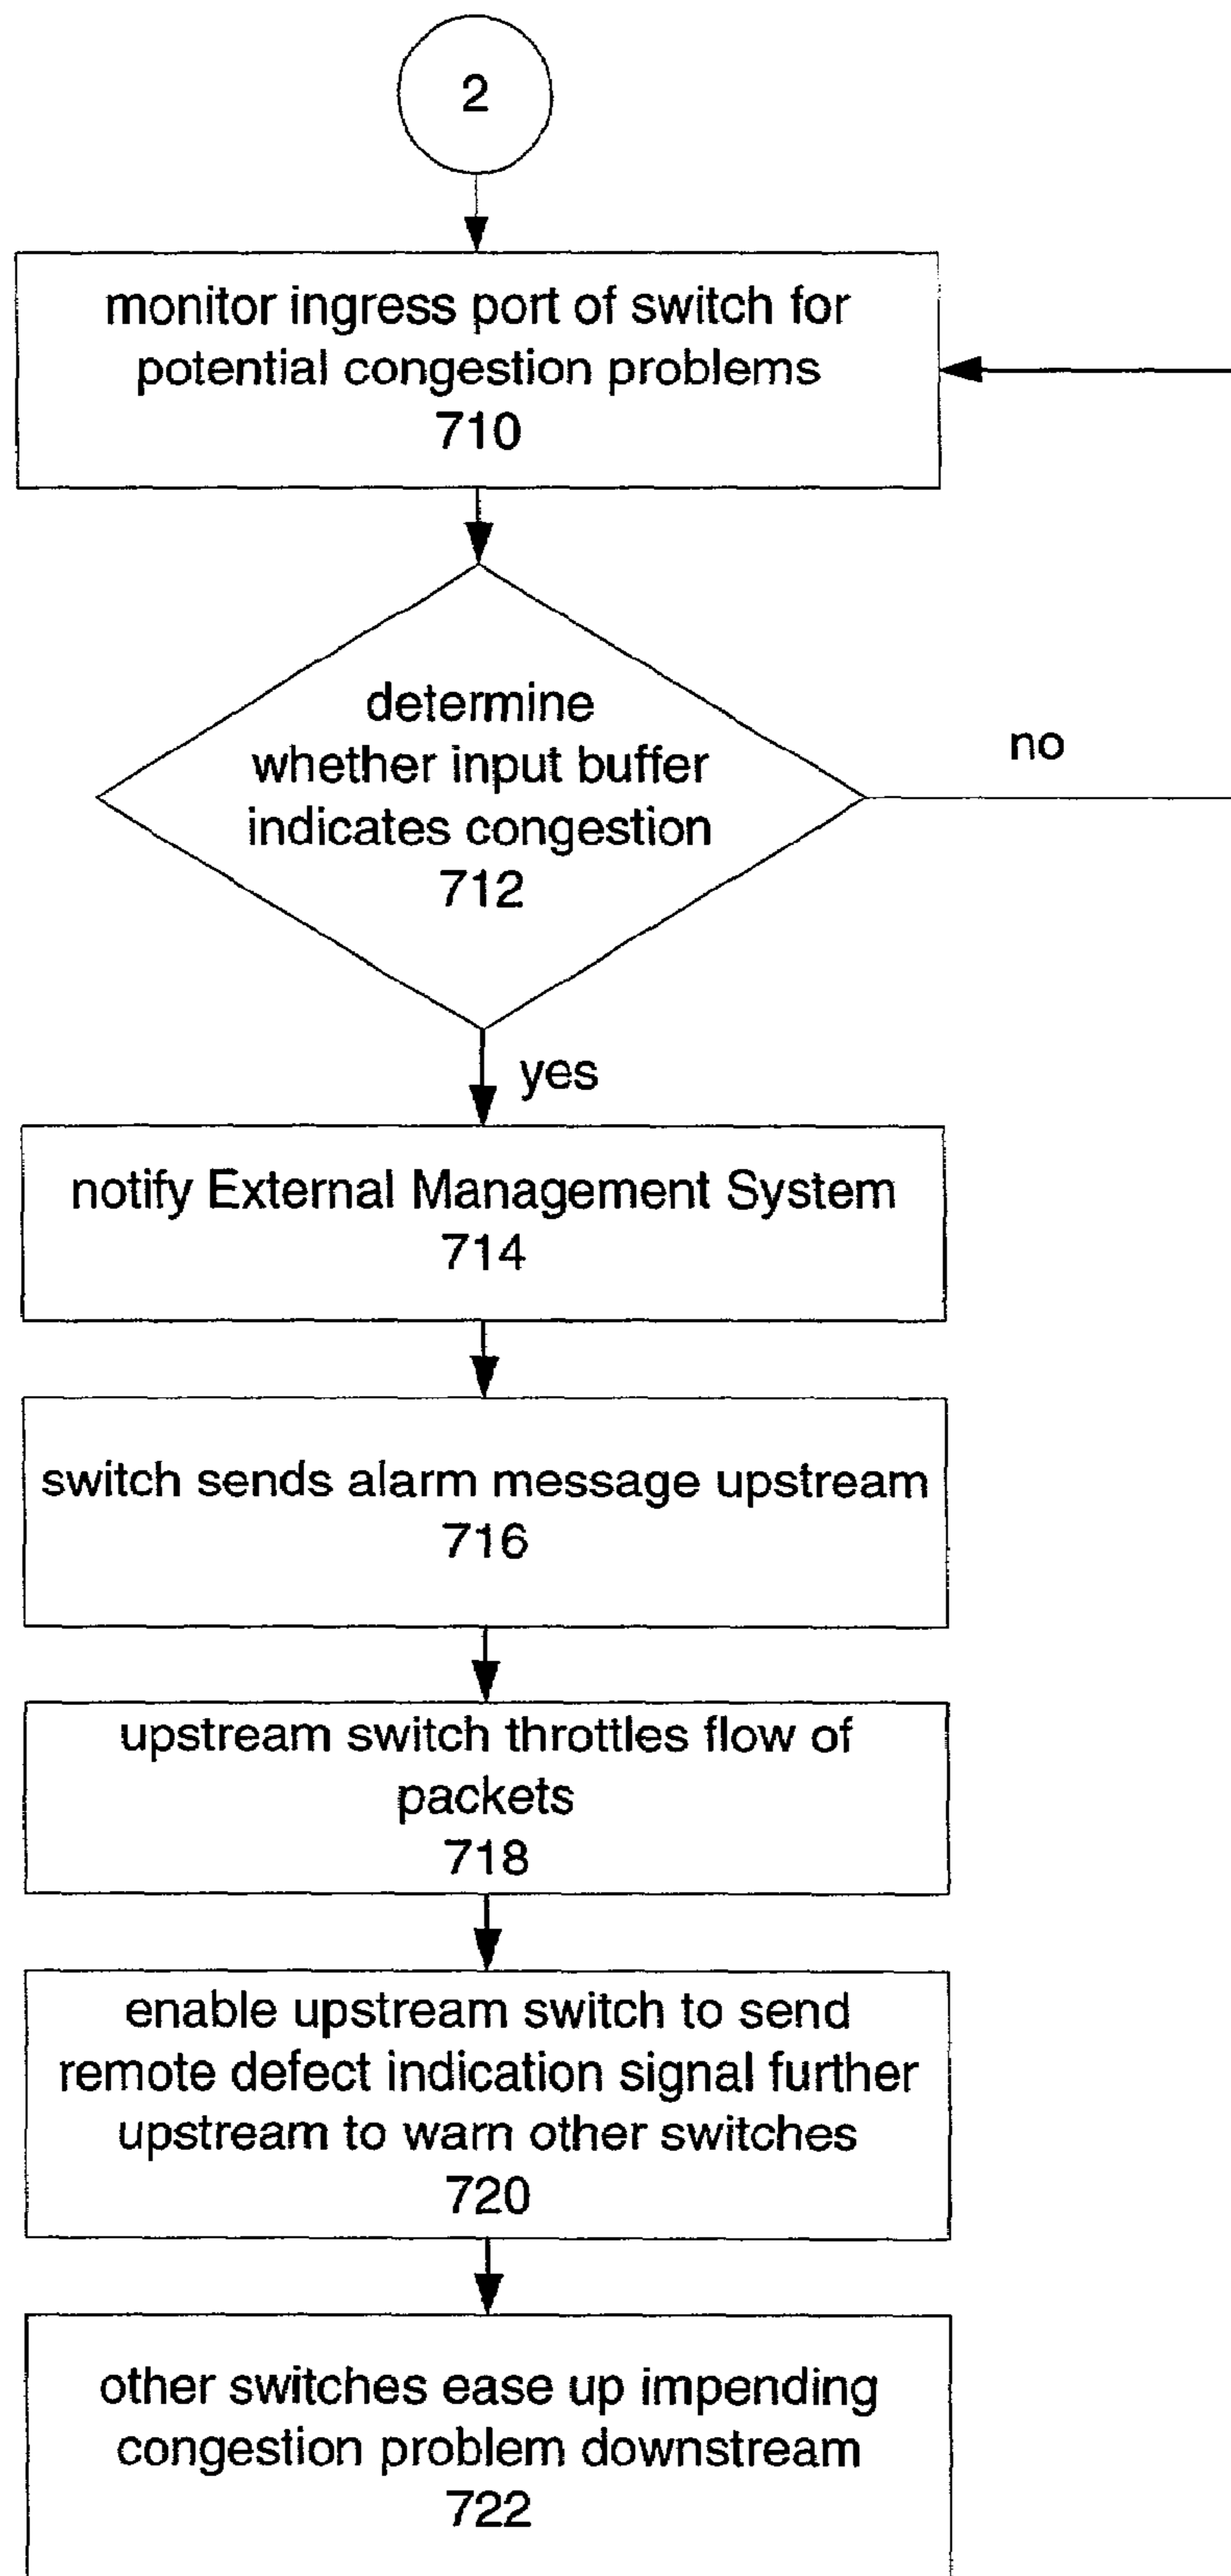 2
monitor ingress port of switch for
potential congestion problems
710
determine
whether input buffer
indicates congestion
712
no
yes
notify External Management System
714
switch sends alarm message upstream
716
upstream switch throttles flow of
packets
718
enable upstream switch to send
remote defect indication signal further
upstream to warn other switches
720
other switches ease up impending
congestion problem downstream
722